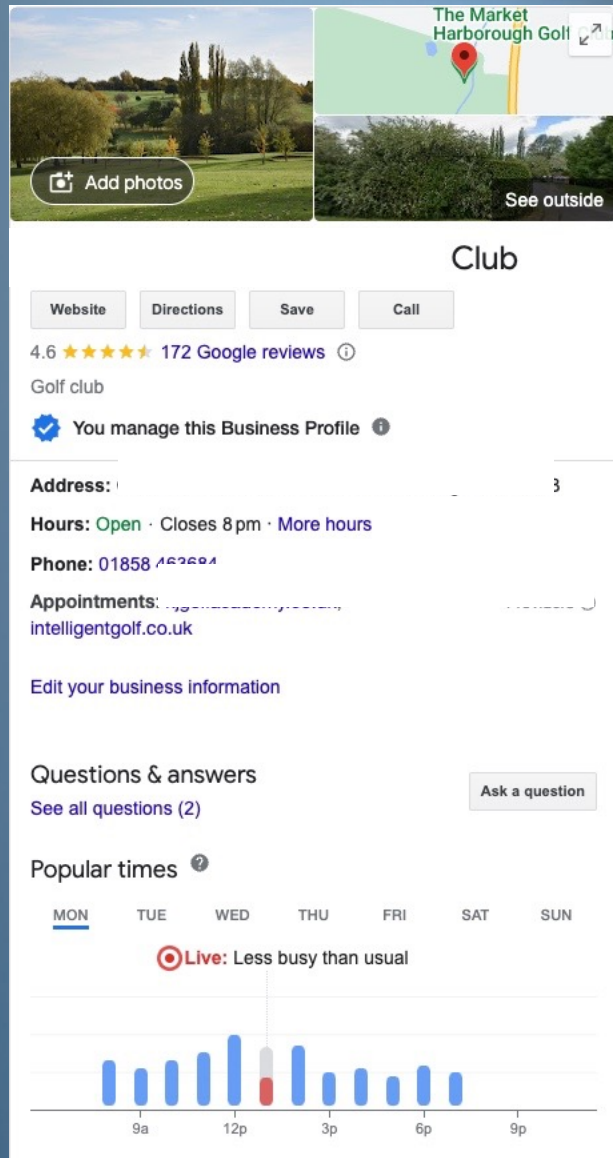 The Market
Harborough Golf Club
Add photos
See outside
Club
Website Directions Save Call
4.6 172 Google reviews
Golf club
You manage this Business Profile
Address:
Hours: Open · Closes 8 pm · More hours
Phone: 01858
Appointments:
intelligentgolf.co.uk
Edit your business information
Questions & answers
See all questions (2)
Ask a question
Popular times
MON TUE WED THU FRI SAT SUN
Live: Less busy than usual
9a 12p 3p 6p 9p